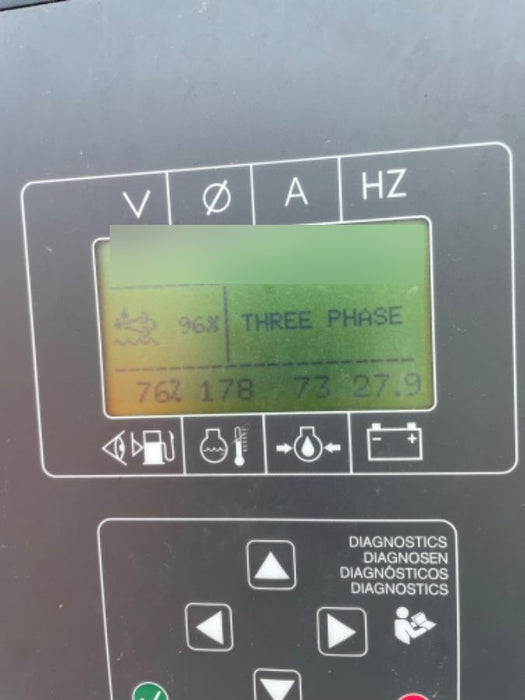 V Ø A HZ
96% THREE PHASE
76% 178 73 27.9
DIAGNOSTICS
DIAGNOSEN
DIAGNÓSTICOS
DIAGNOSTICS